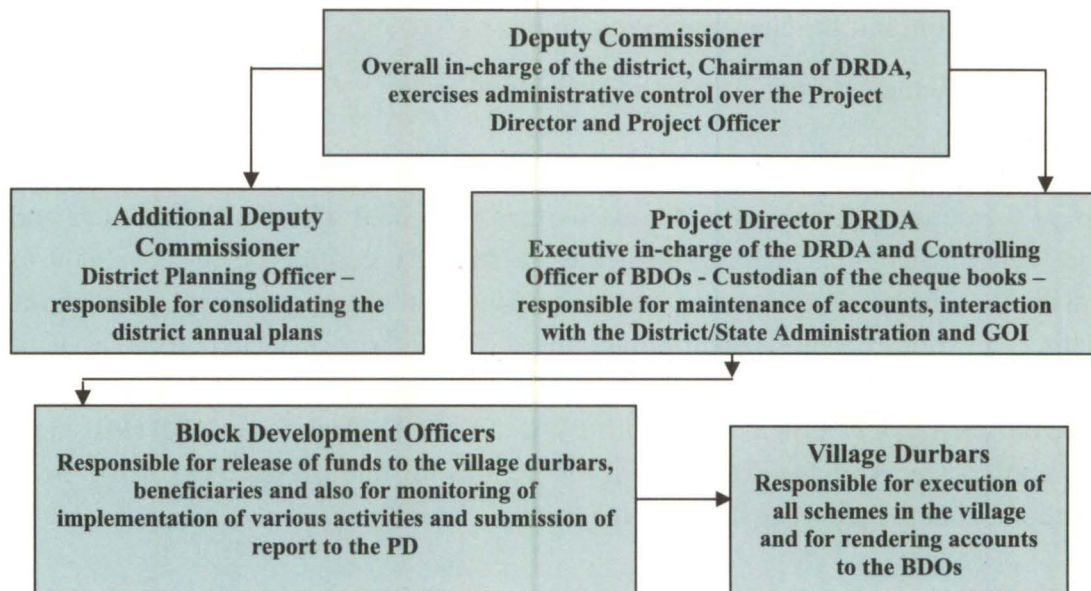 Deputy Commissioner
Overall in-charge of the district, Chairman of DRDA,
exercises administrative control over the Project
Director and Project Officer
Additional Deputy
Commissioner
District Planning Officer –
responsible for consolidating the
district annual plans
Project Director DRDA
Executive in-charge of the DRDA and Controlling
Officer of BDOs - Custodian of the cheque books –
responsible for maintenance of accounts, interaction
with the District/State Administration and GOI
Block Development Officers
Responsible for release of funds to the village durbars,
beneficiaries and also for monitoring of
implementation of various activities and submission of
report to the PD
Village Durbars
Responsible for execution of
all schemes in the village
and for rendering accounts
to the BDOs